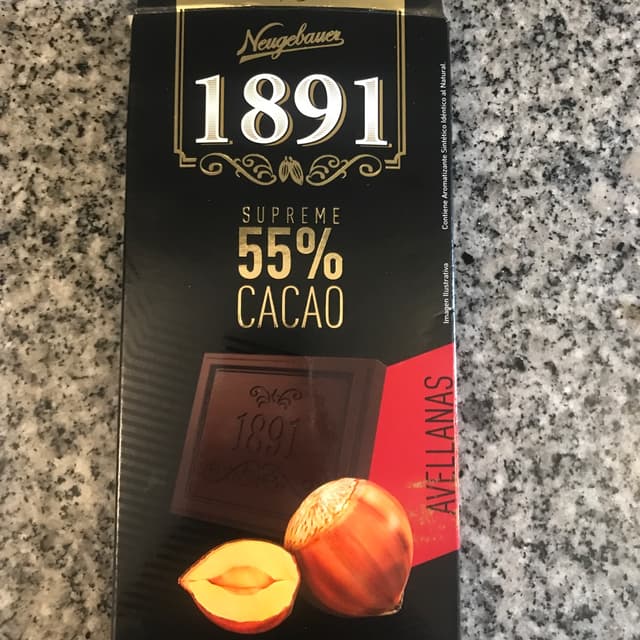 Neugebauer
1891
SUPREME
55%
CACAO
1891
AVELLANAS
Imagen Ilustrativa
Contiene Aromatizante Sintético Idéntico al Natural.